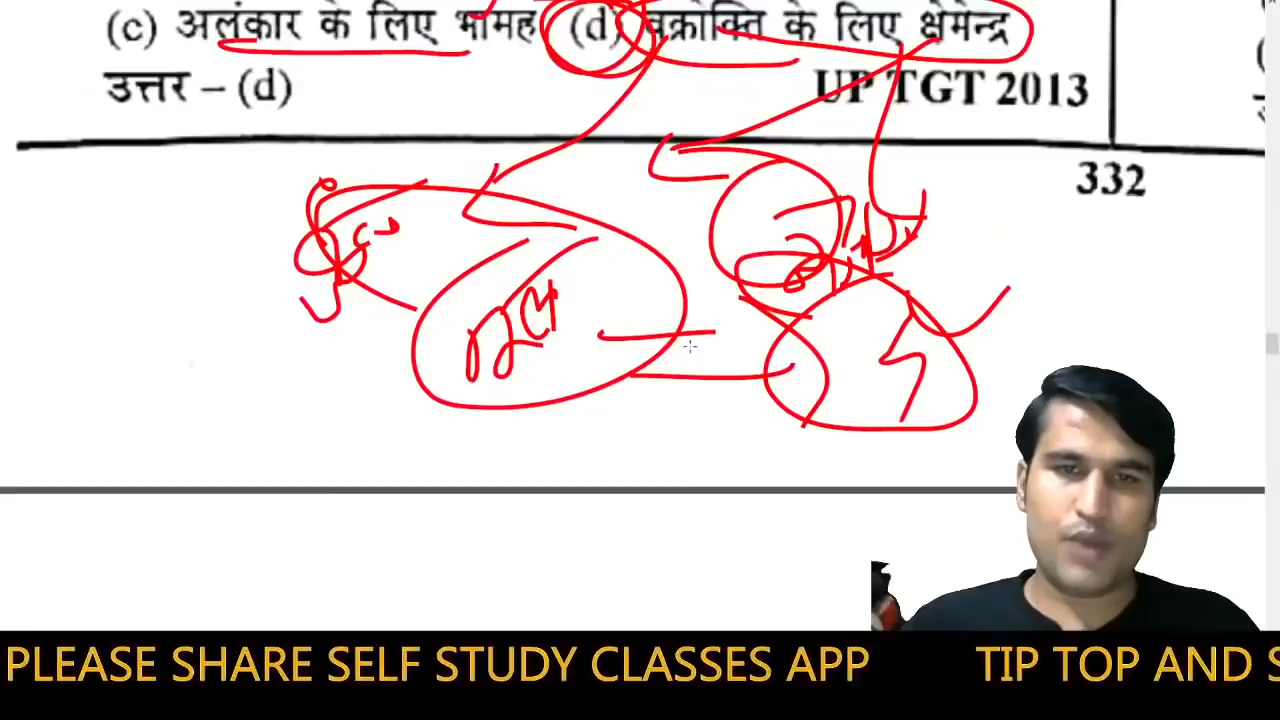 (c) अलंकार के लिए भामह (d) वक्रोक्ति के लिए क्षेमेन्द्र
उत्तर – (d) UP TGT 2013
332
PLEASE SHARE SELF STUDY CLASSES APP TIP TOP AND S